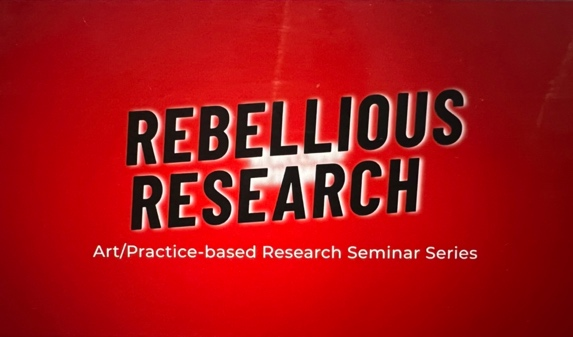 REBELLIOUS
RESEARCH
Art/Practice-based Research Seminar Series